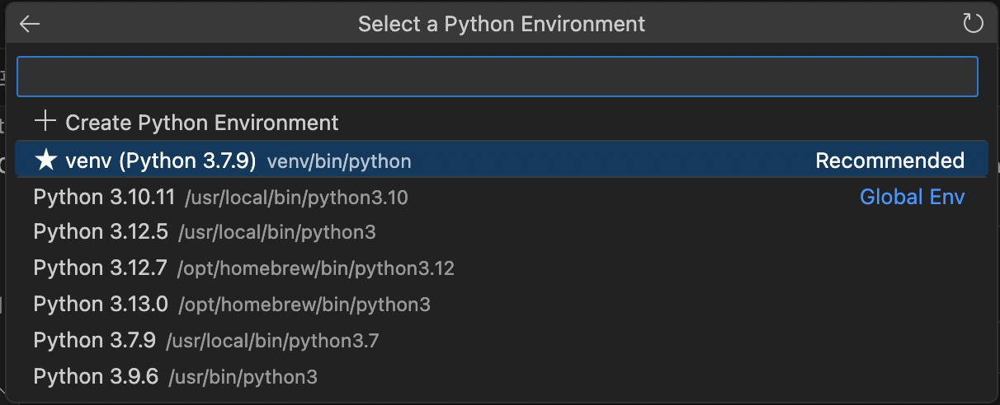 Select a Python Environment
Create Python Environment
venv (Python 3.7.9) venv/bin/python Recommended
Python 3.10.11 /usr/local/bin/python3.10 Global Env
Python 3.12.5 /usr/local/bin/python3
Python 3.12.7 /opt/homebrew/bin/python3.12
Python 3.13.0 /opt/homebrew/bin/python3
Python 3.7.9 /usr/local/bin/python3.7
Python 3.9.6 /usr/bin/python3